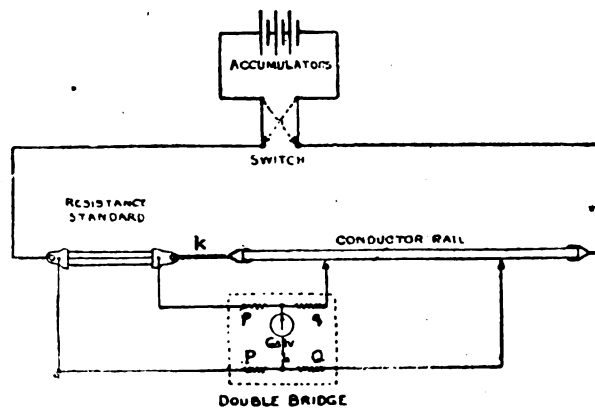 ACCUMULATORS
SWITCH
RESISTANCE
STANDARD
k
CONDUCTOR RAIL
p
q
Galv
P
Q
DOUBLE BRIDGE